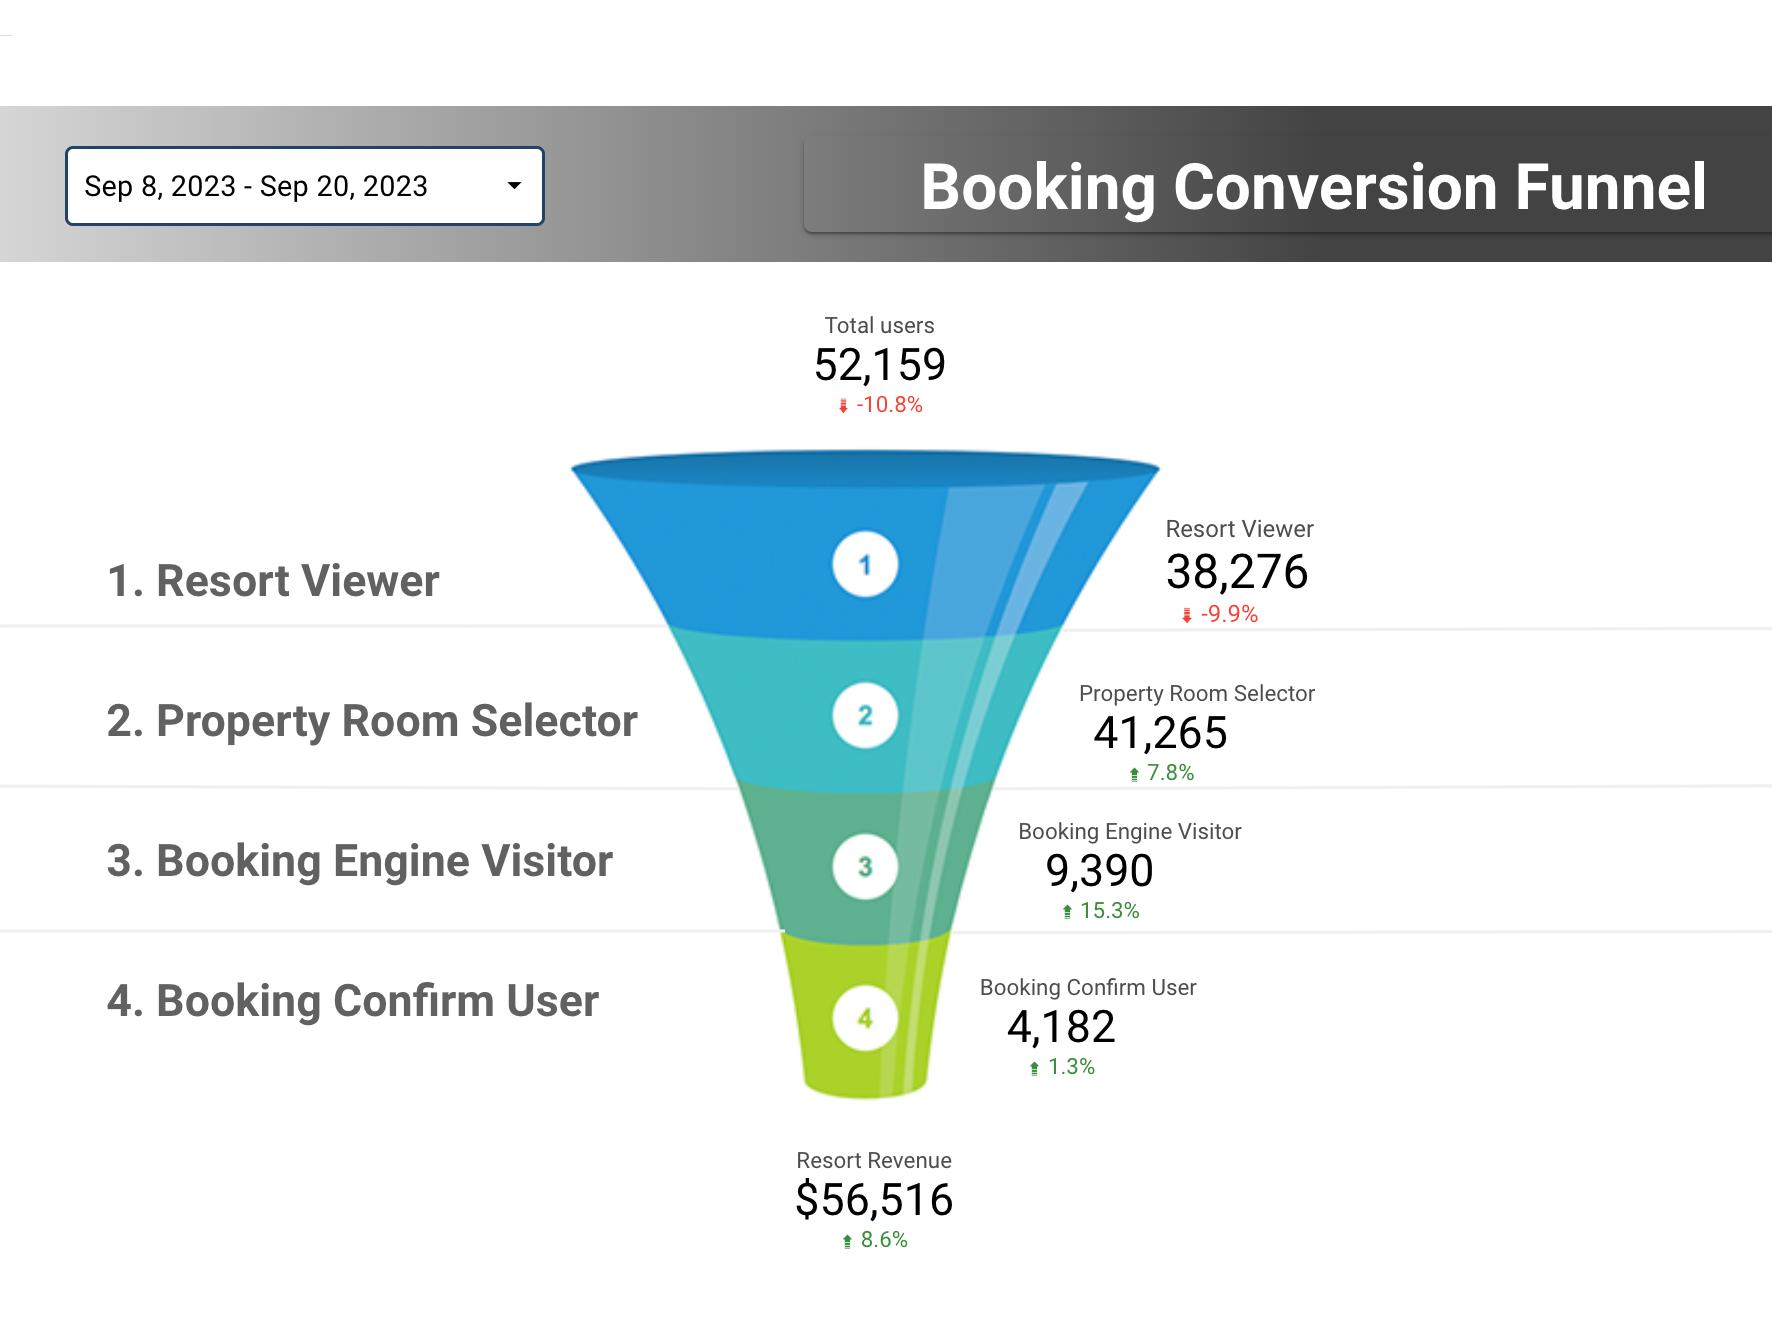 Sep 8, 2023 - Sep 20, 2023
Booking Conversion Funnel
Total users
52,159
-10.8%
1. Resort Viewer
1
Resort Viewer
38,276
-9.9%
2. Property Room Selector
2
Property Room Selector
41,265
7.8%
3. Booking Engine Visitor
3
Booking Engine Visitor
9,390
15.3%
4. Booking Confirm User
4
Booking Confirm User
4,182
1.3%
Resort Revenue
$56,516
8.6%